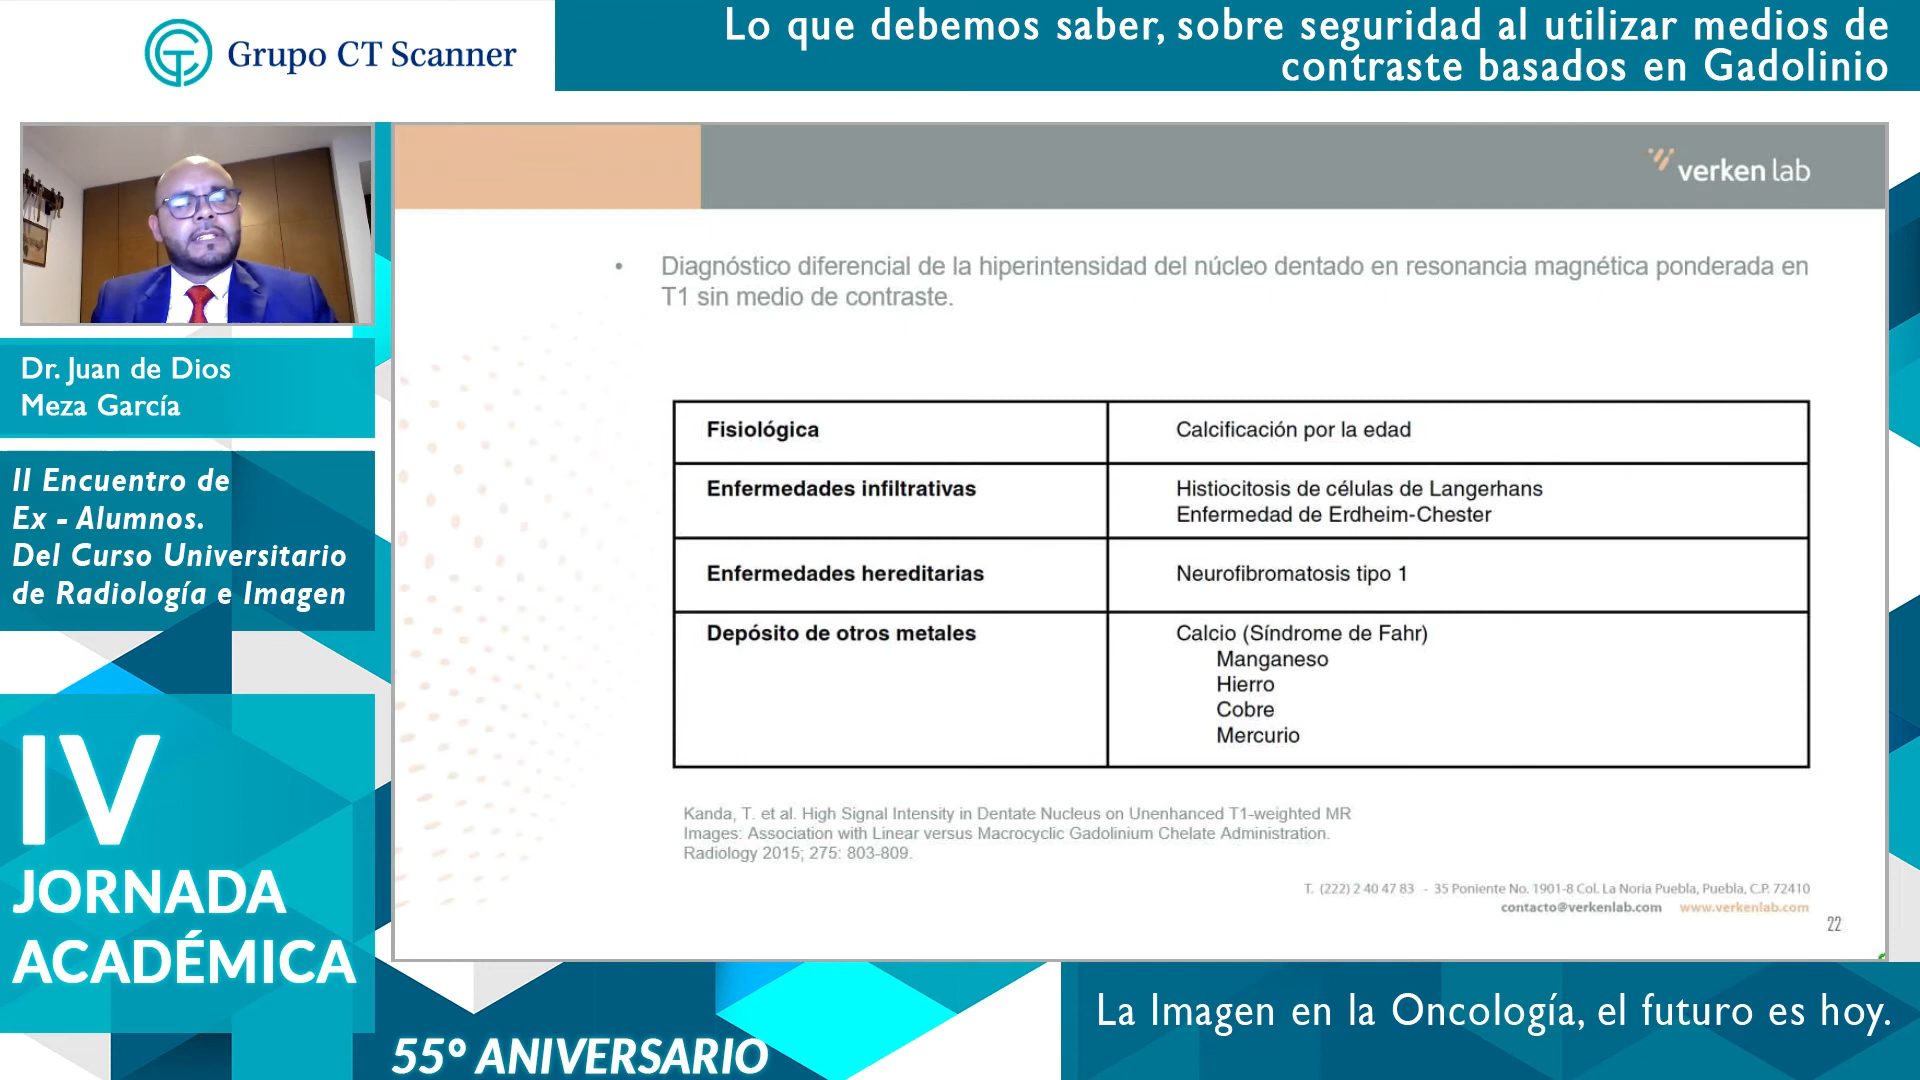 Grupo CT Scanner
Lo que debemos saber, sobre seguridad al utilizar medios de
contraste basados en Gadolinio
verken lab
• Diagnóstico diferencial de la hiperintensidad del núcleo dentado en resonancia magnética ponderada en
T1 sin medio de contraste.
Fisiológica
Calcificación por la edad
Enfermedades infiltrativas
Histiocitosis de células de Langerhans
Enfermedad de Erdheim-Chester
Enfermedades hereditarias
Neurofibromatosis tipo 1
Depósito de otros metales
Calcio (Síndrome de Fahr)
Manganeso
Hierro
Cobre
Mercurio
Kanda, T. et al. High Signal Intensity in Dentate Nucleus on Unenhanced T1-weighted MR
Images: Association with Linear versus Macrocyclic Gadolinium Chelate Administration.
Radiology 2015; 275: 803-809.
T. (222) 2 40 47 83 - 35 Poniente No. 1901-8 Col. La Noria Puebla, Puebla, C.P. 72410
contacto@verkenlab.com www.verkenlab.com
22
Dr. Juan de Dios
Meza García
II Encuentro de
Ex - Alumnos.
Del Curso Universitario
de Radiología e Imagen
IV
JORNADA
ACADÉMICA
55º ANIVERSARIO
La Imagen en la Oncología, el futuro es hoy.